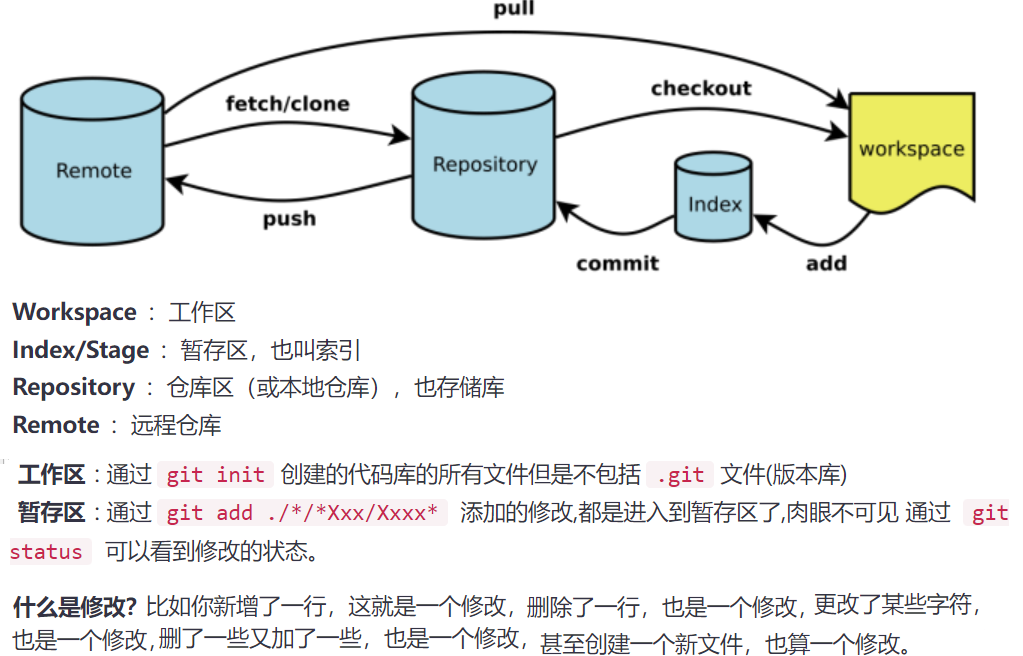 pull
fetch/clone
checkout
Remote
Repository
workspace
Index
push
commit
add
Workspace ： 工作区
Index/Stage ： 暂存区，也叫索引
Repository ： 仓库区（或本地仓库），也存储库
Remote ： 远程仓库
工作区 : 通过 git init 创建的代码库的所有文件但是不包括 .git 文件(版本库)
暂存区 : 通过 git add ./*/*Xxx/Xxxx* 添加的修改,都是进入到暂存区了,肉眼不可见 通过 git
status 可以看到修改的状态。
什么是修改？比如你新增了一行，这就是一个修改，删除了一行，也是一个修改, 更改了某些字符，
也是一个修改,删了一些又加了一些，也是一个修改，甚至创建一个新文件，也算一个修改。